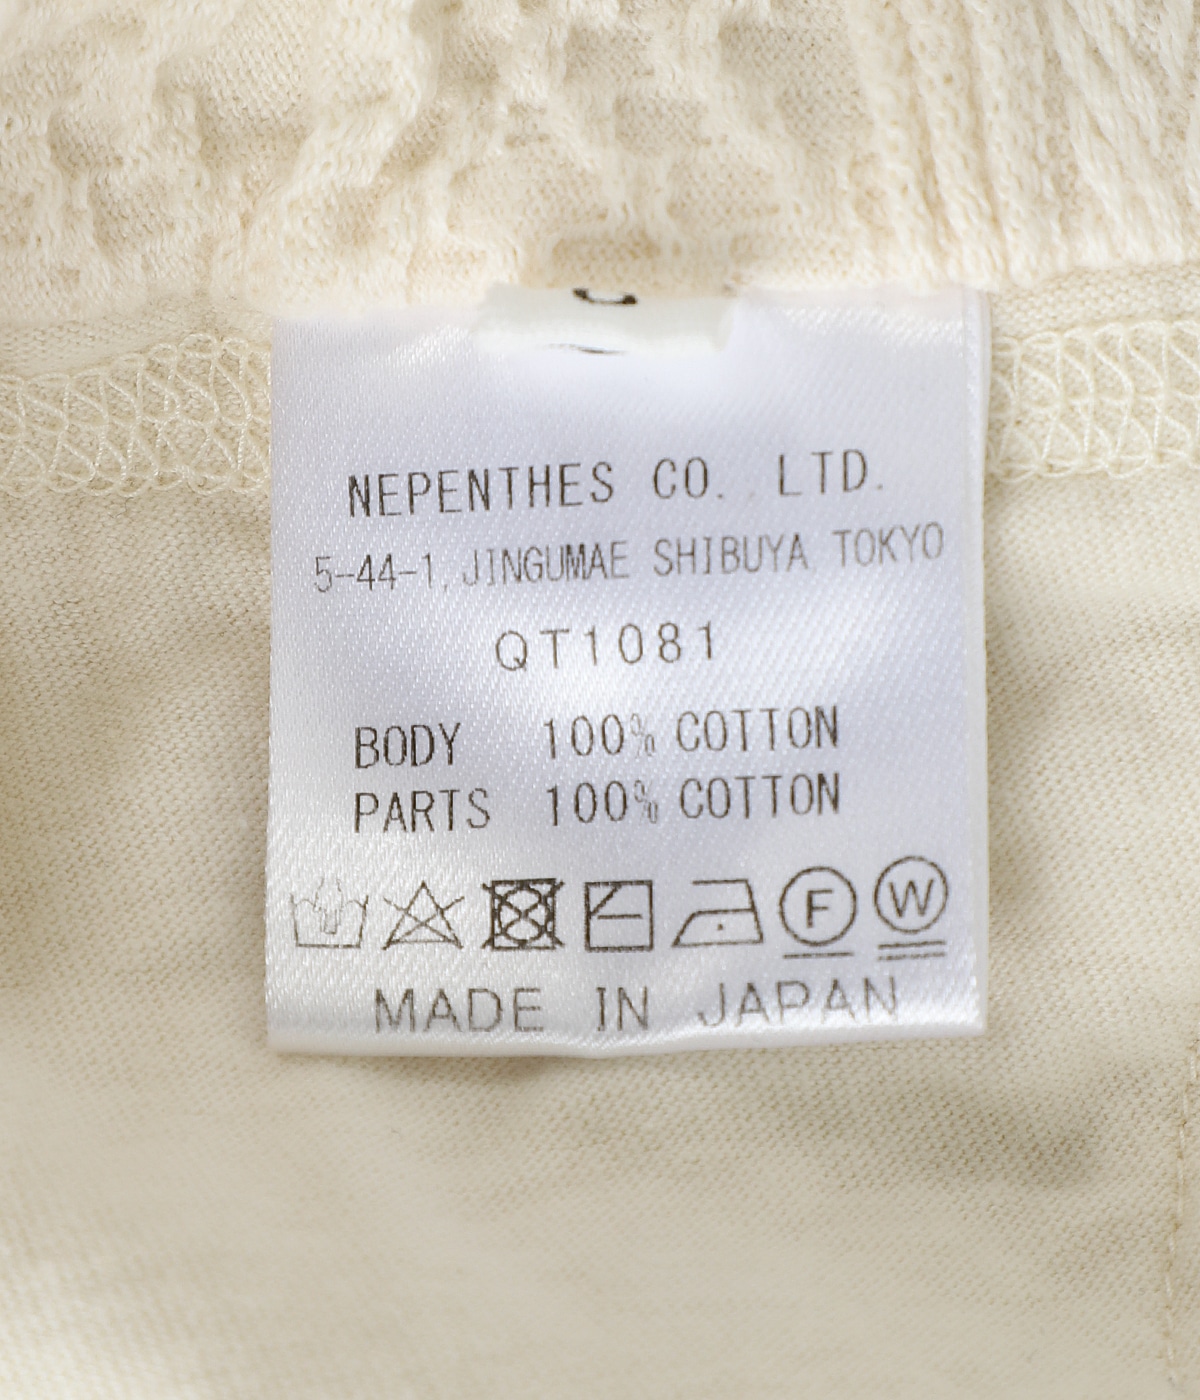 NEPENTHES CO. LTD.
5-44-1, JINGUMAE SHIBUYA TOKYO
QT1081
BODY 100% COTTON
PARTS 100% COTTON
F W
MADE IN JAPAN